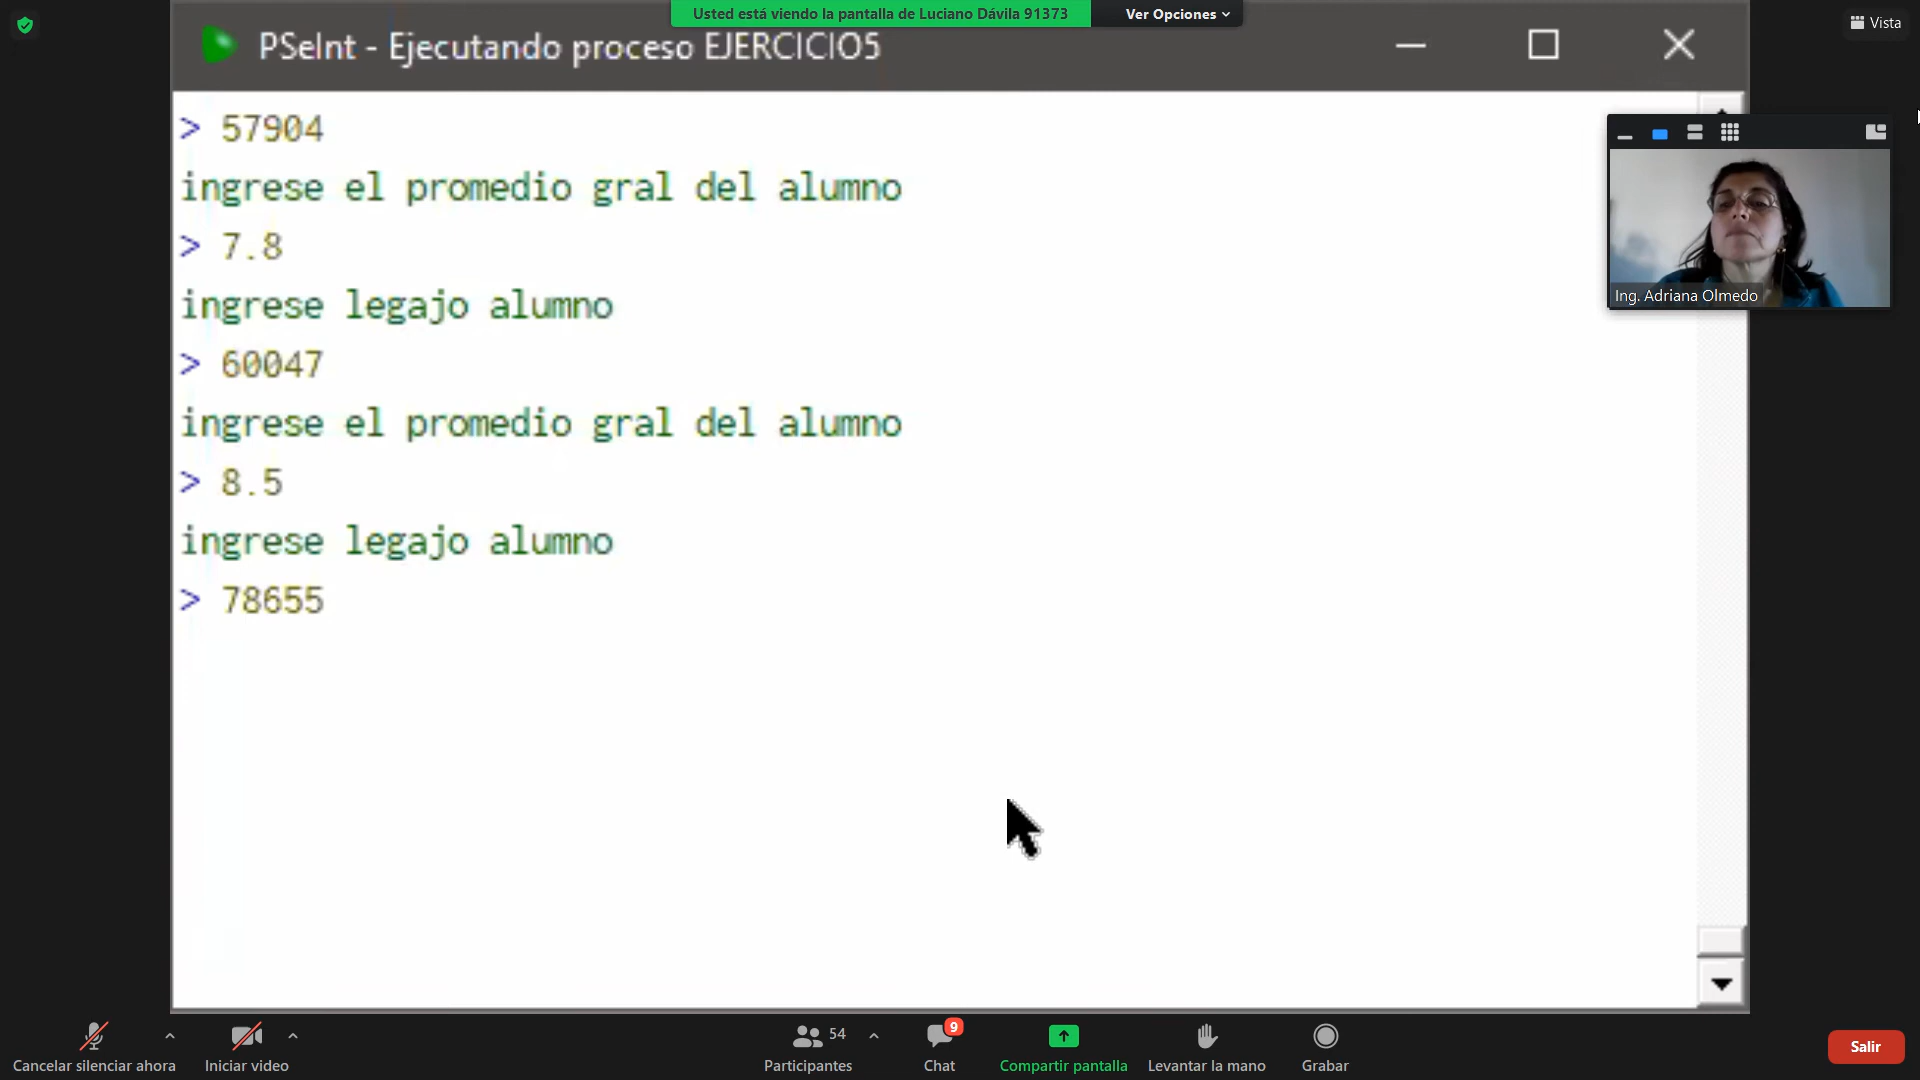 Usted está viendo la pantalla de Luciano Dávila 91373
Ver Opciones
Vista
PSeInt - Ejecutando proceso EJERCICIO5
> 57904
ingrese el promedio gral del alumno
> 7.8
ingrese legajo alumno
> 60047
ingrese el promedio gral del alumno
> 8.5
ingrese legajo alumno
> 78655
Ing. Adriana Olmedo
Cancelar silenciar ahora
Iniciar video
Participantes
54
Chat
9
Compartir pantalla
Levantar la mano
Grabar
Salir